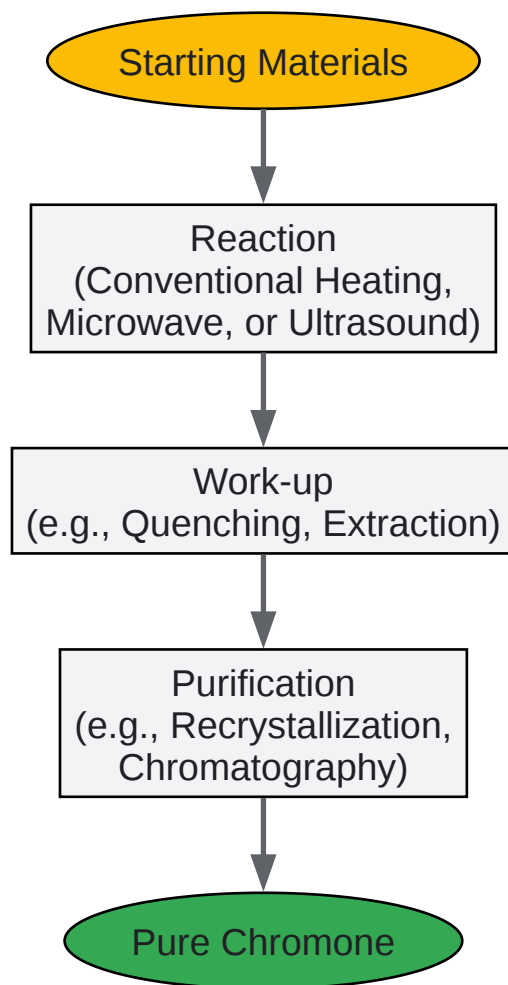 Starting Materials
Reaction
(Conventional Heating,
Microwave, or Ultrasound)
Work-up
(e.g., Quenching, Extraction)
Purification
(e.g., Recrystallization,
Chromatography)
Pure Chromone